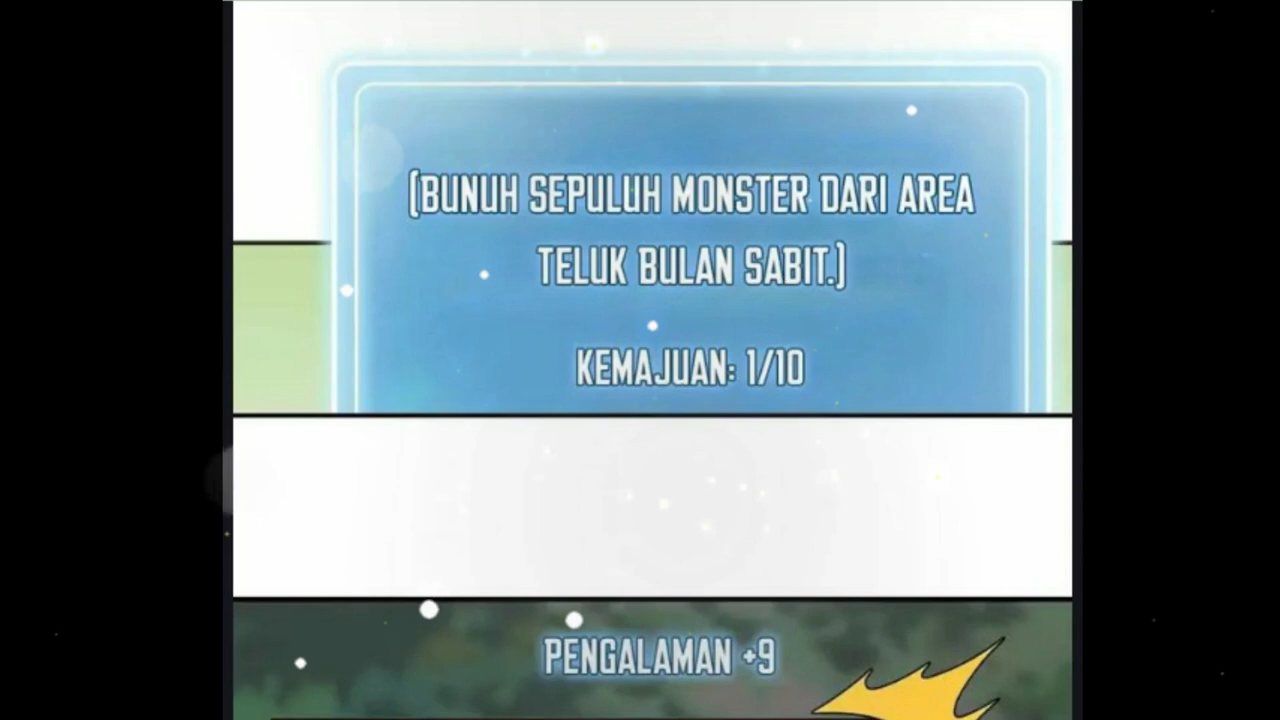 (BUNUH SEPULUH MONSTER DARI AREA
TELUK BULAN SABIT.)
KEMAJUAN: 1/10
PENGALAMAN +9